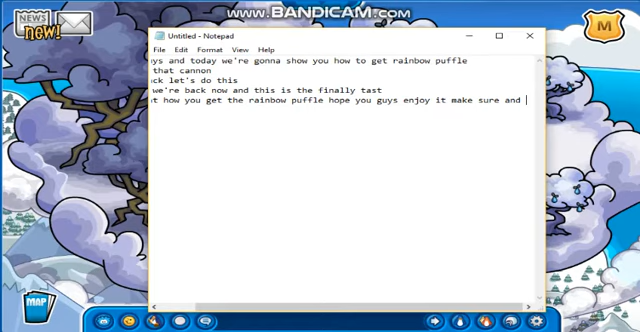 www.BANDICAM.com
NEWS
new!
M
Untitled - Notepad
File Edit Format View Help
ys and today we're gonna show you how to get rainbow puffle
that cannon
ck let's do this
we're back now and this is the finally tast
t how you get the rainbow puffle hope you guys enjoy it make sure and
MAP